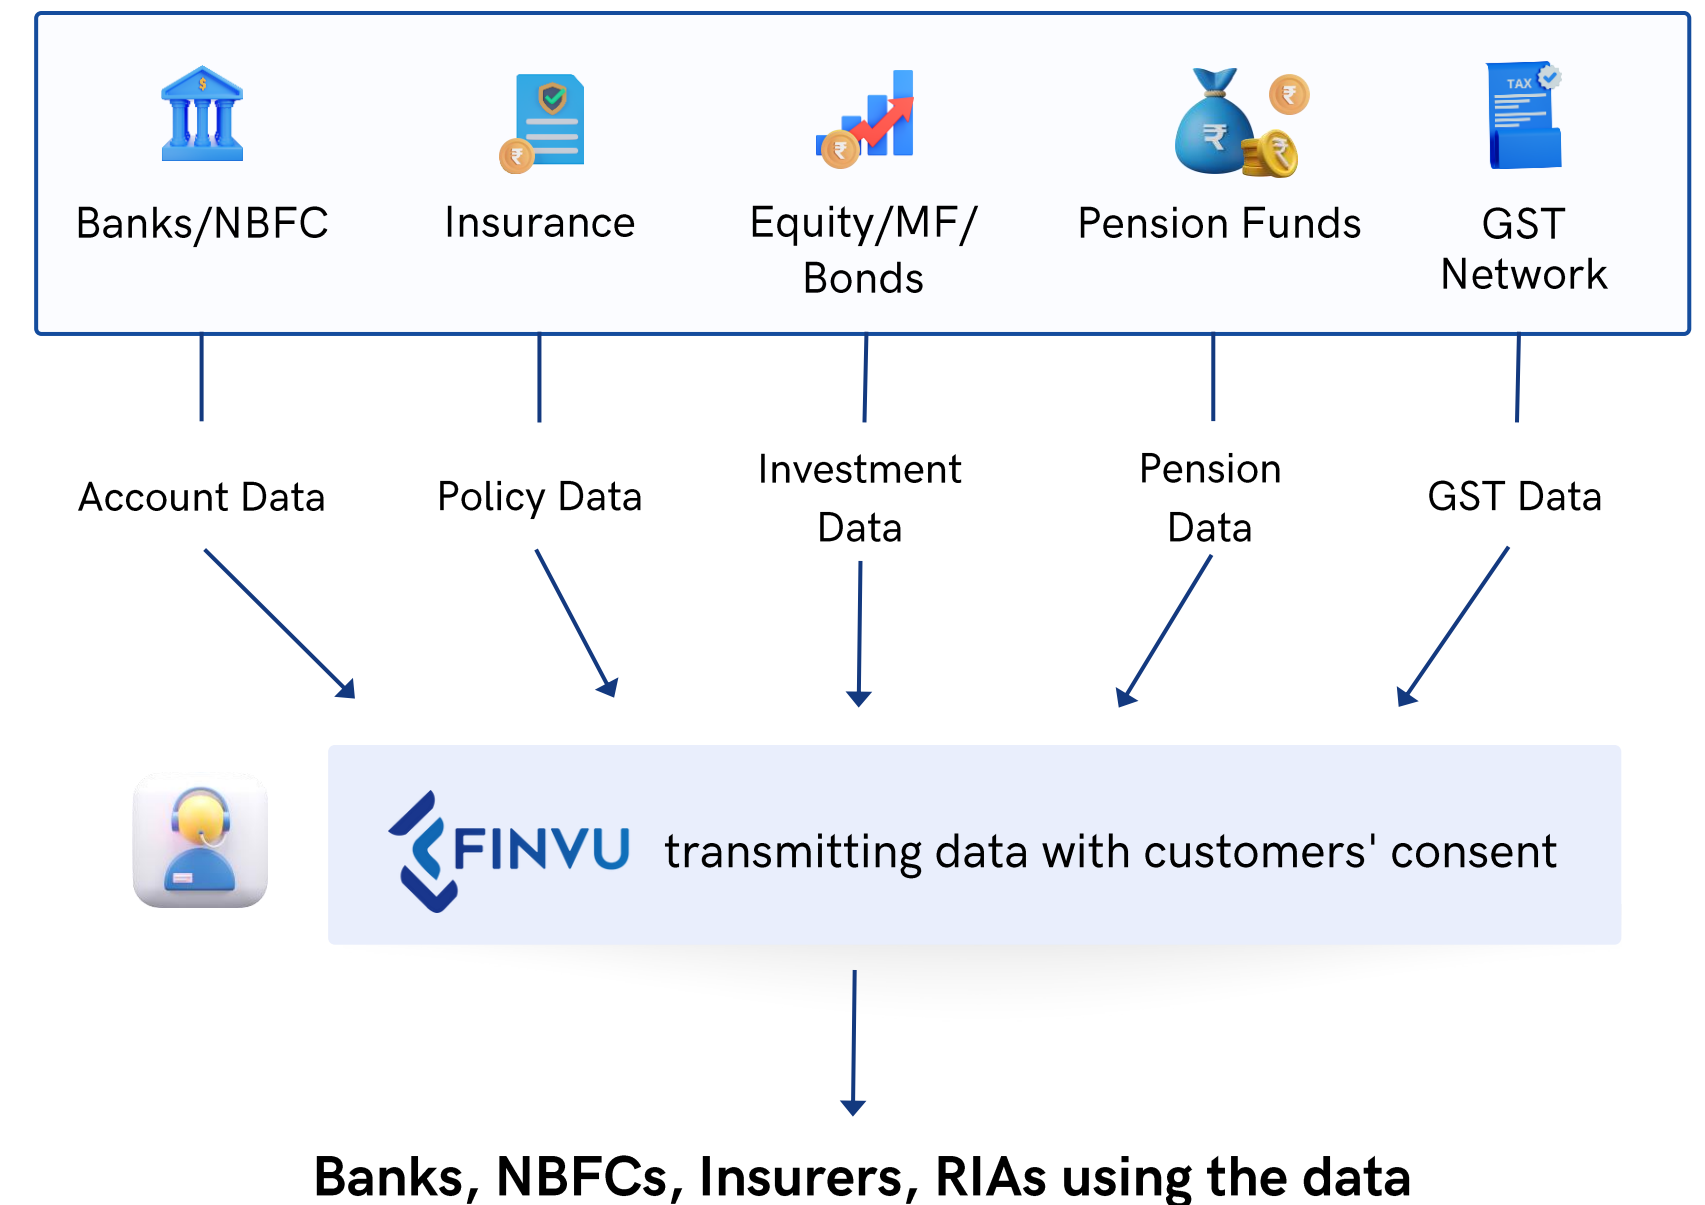 TAX
Banks/NBFC
Insurance
Equity/MF/
Bonds
Pension Funds
GST
Network
Account Data
Policy Data
Investment
Data
Pension
Data
GST Data
FINVU transmitting data with customers' consent
Banks, NBFCs, Insurers, RIAs using the data